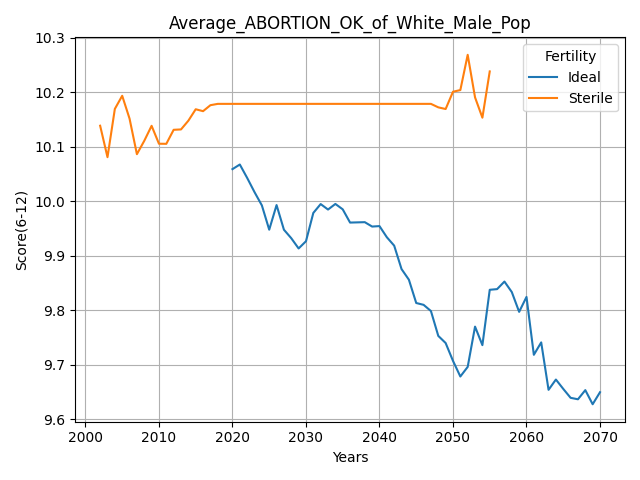 Average_ABORTION_OK_of_White_Male_Pop
Score(6-12)
10.3
10.2
10.1
10.0
9.9
9.8
9.7
9.6
Fertility
Ideal
Sterile
2000 2010 2020 2030 2040 2050 2060 2070
Years